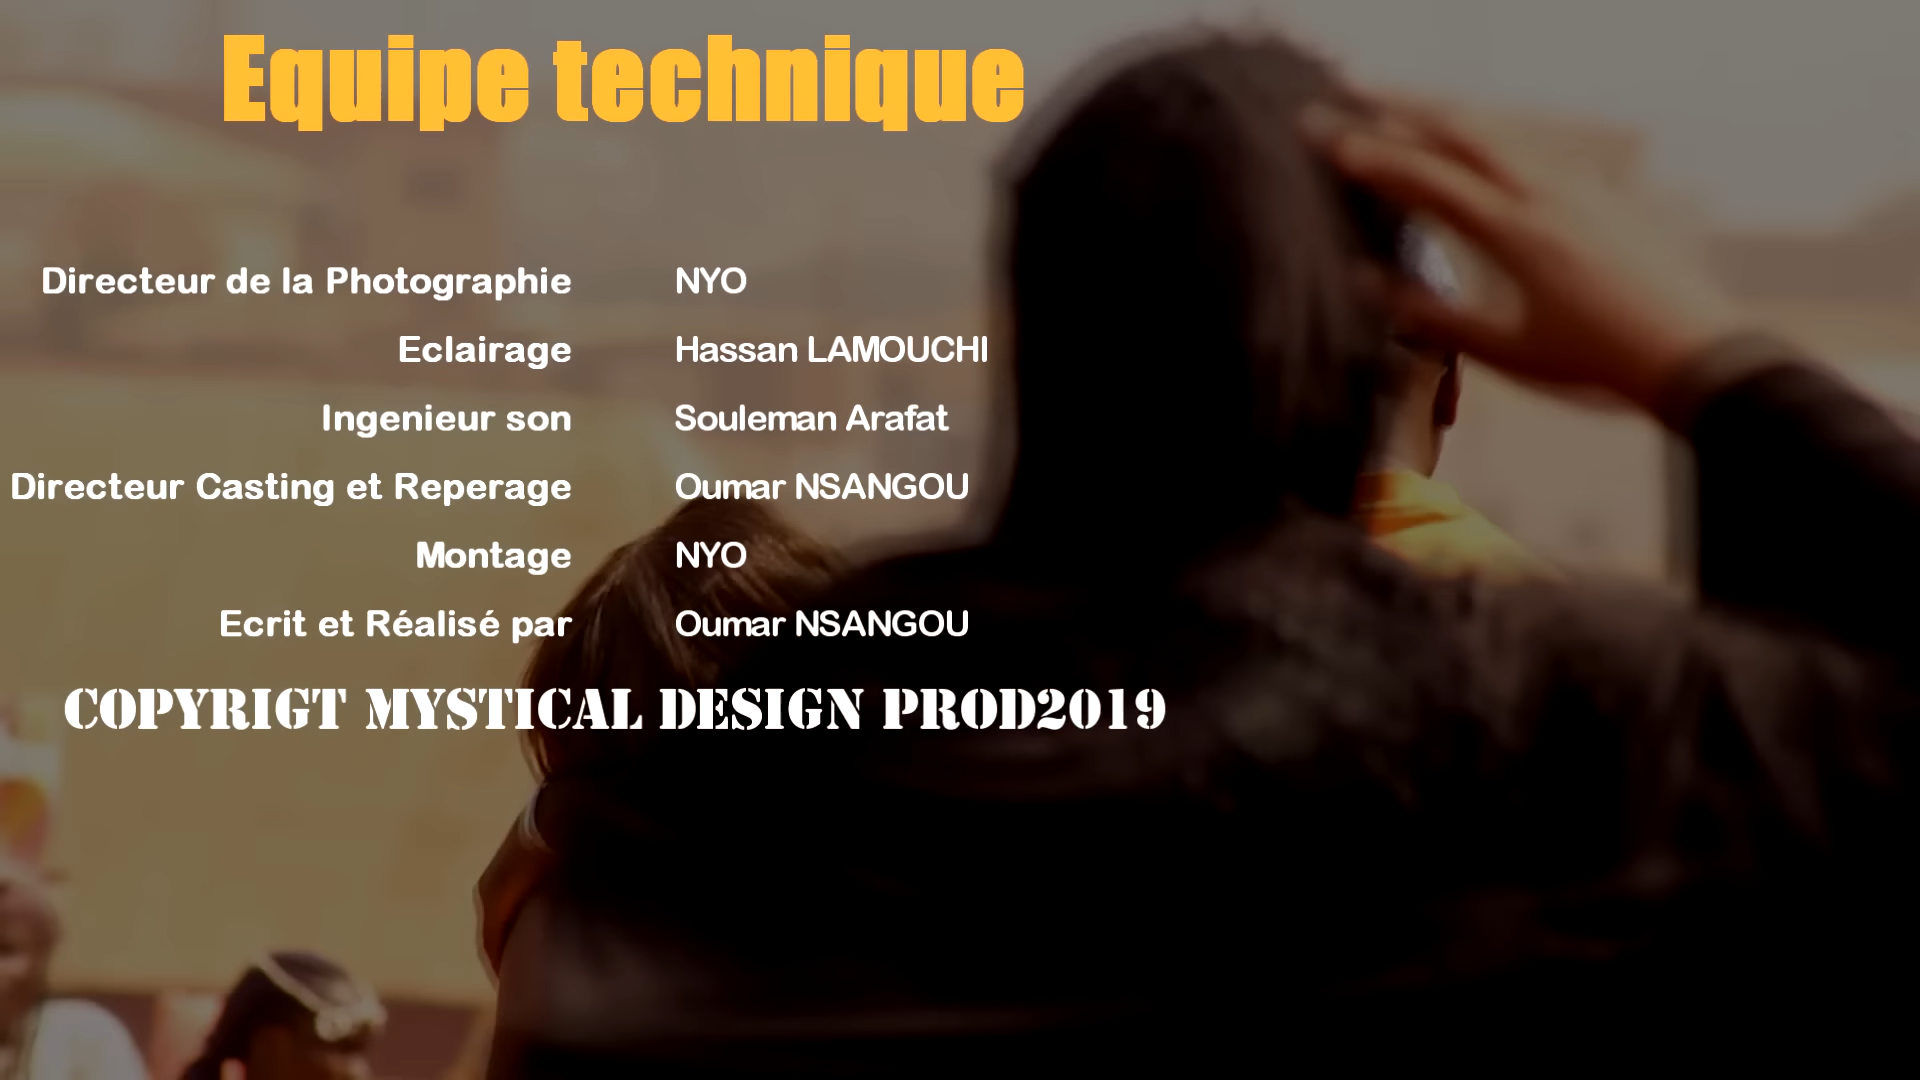 Equipe technique
Directeur de la Photographie NYO
Eclairage Hassan LAMOUCHI
Ingenieur son Souleman Arafat
Directeur Casting et Reperage Oumar NSANGOU
Montage NYO
Ecrit et Réalisé par Oumar NSANGOU
COPYRIGT MYSTICAL DESIGN PROD2019